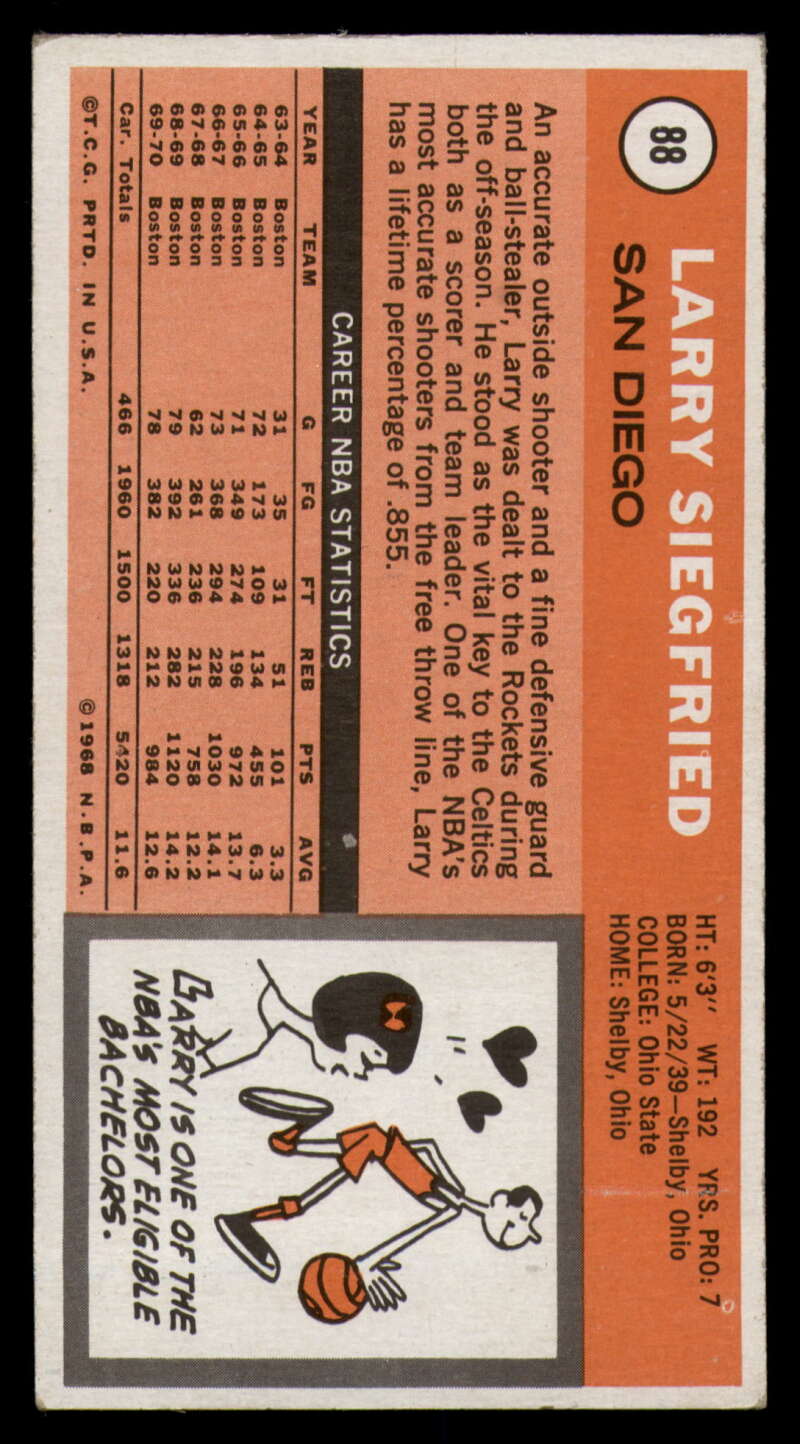 88
LARRY SIEGFRIED
SAN DIEGO
HT: 6'3'' WT: 192 YRS. PRO: 7
BORN: 5/22/39—Shelby, Ohio
COLLEGE: Ohio State
HOME: Shelby, Ohio
An accurate outside shooter and a fine defensive guard
and ball-stealer, Larry was dealt to the Rockets during
the off-season. He stood as the vital key to the Celtics
both as a scorer and team leader. One of the NBA's
most accurate shooters from the free throw line, Larry
has a lifetime percentage of .855.
CAREER NBA STATISTICS
YEAR TEAM G FG FT REB PTS AVG
63-64 Boston 31 35 31 51 101 3.3
64-65 Boston 72 173 109 134 455 6.3
65-66 Boston 71 349 274 196 972 13.7
66-67 Boston 73 368 294 228 1030 14.1
67-68 Boston 62 261 236 215 758 12.2
68-69 Boston 79 392 336 282 1120 14.2
69-70 Boston 78 382 220 212 984 12.6
Car. Totals 466 1960 1500 1318 5420 11.6
©T.C.G. PRTD. IN U.S.A. ©1968 N.B.P.A.
LARRY IS ONE OF THE
NBA'S MOST ELIGIBLE
BACHELORS.